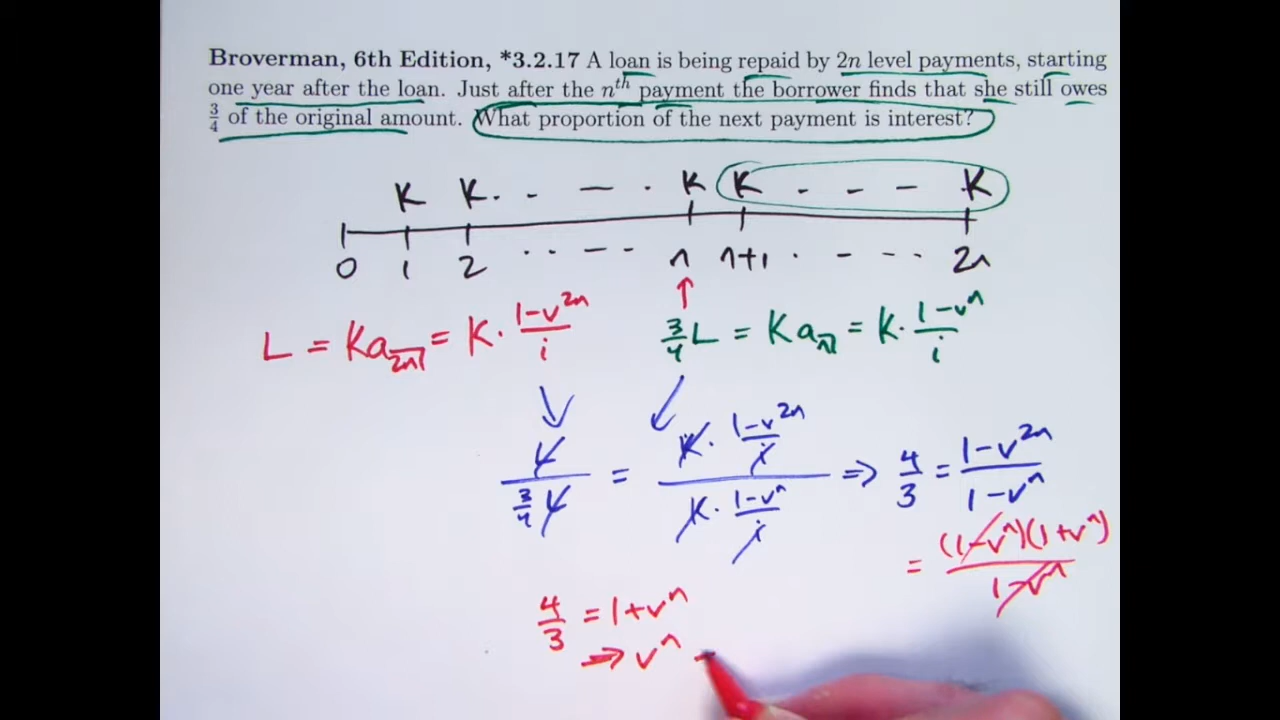 Broverman, 6th Edition, *3.2.17 A loan is being repaid by 2n level payments, starting
one year after the loan. Just after the nᵗʰ payment the borrower finds that she still owes
3/4 of the original amount. What proportion of the next payment is interest?
K K . - — . K K . - - - K
0 1 2 . . - - - n n+1 . - - . . 2n
L = Ka_{2n⌉} = K · (1-v^{2n})/i
3/4 L = Ka_{n⌉} = K · (1-v^n)/i
L/(3/4 L) = (K · (1-v^{2n})/i)/(K · (1-v^n)/i) ⇒ 4/3 = (1-v^{2n})/(1-v^n)
= ((1-v^n)(1+v^n))/(1-v^n)
4/3 = 1+v^n
⇒ v^n -